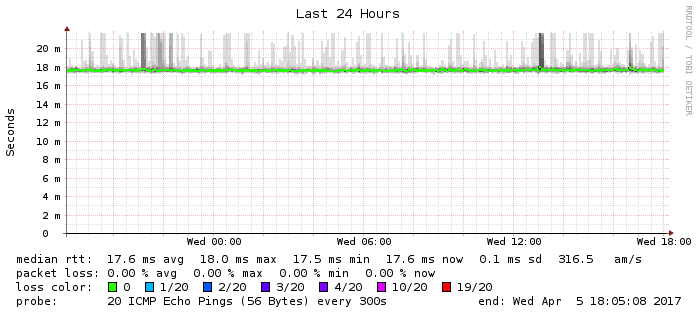 Last 24 Hours
RRDTOOL / TOBI OETIKER
Seconds
20 m
18 m
16 m
14 m
12 m
10 m
8 m
6 m
4 m
2 m
0
Wed 00:00 Wed 06:00 Wed 12:00 Wed 18:00
median rtt: 17.6 ms avg 18.0 ms max 17.5 ms min 17.6 ms now 0.1 ms sd 316.5 am/s
packet loss: 0.00 % avg 0.00 % max 0.00 % min 0.00 % now
loss color: 0 1/20 2/20 3/20 4/20 10/20 19/20
probe: 20 ICMP Echo Pings (56 Bytes) every 300s end: Wed Apr 5 18:05:08 2017